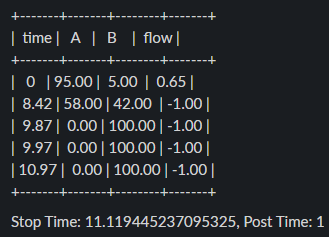 +-------+-------+--------+-------+
| time | A | B | flow |
+-------+-------+--------+-------+
| 0 | 95.00 | 5.00 | 0.65 |
| 8.42 | 58.00 | 42.00 | -1.00 |
| 9.87 | 0.00 | 100.00 | -1.00 |
| 9.97 | 0.00 | 100.00 | -1.00 |
| 10.97 | 0.00 | 100.00 | -1.00 |
+-------+-------+--------+-------+
Stop Time: 11.119445237095325, Post Time: 1